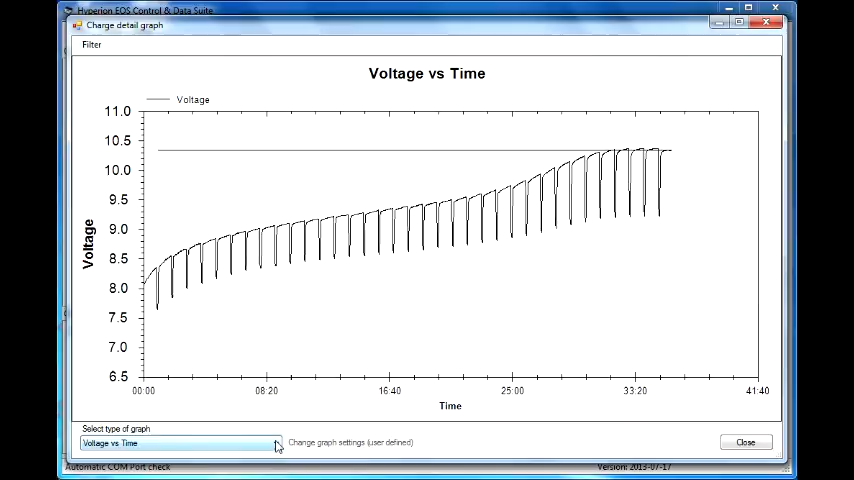 Hyperion EOS Control & Data Suite
Charge detail graph
Filter
Voltage vs Time
Voltage
11.0
10.5
10.0
9.5
9.0
8.5
8.0
7.5
7.0
6.5
Voltage
00:00 08:20 16:40 25:00 33:20 41:40
Time
Select type of graph
Voltage vs Time
Change graph settings (user defined)
Close
Automatic COM Port check
Version: 2013-07-17